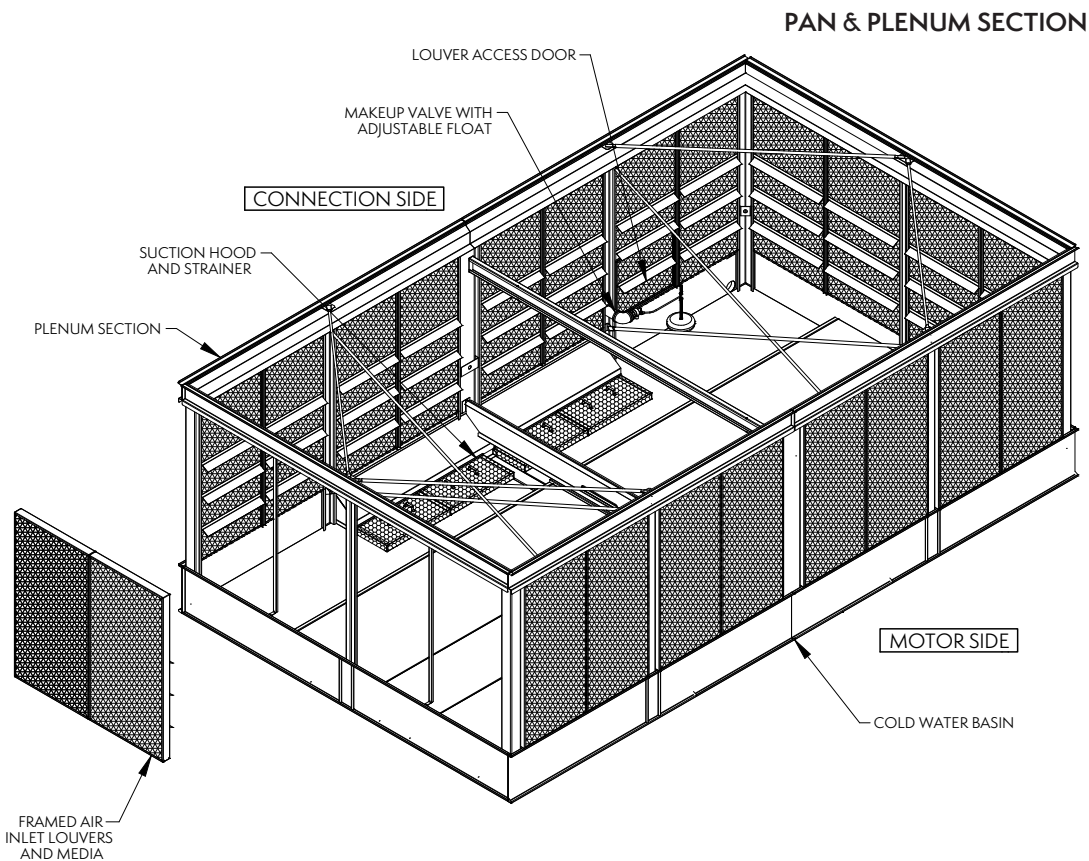 PAN & PLENUM SECTION
LOUVER ACCESS DOOR
MAKEUP VALVE WITH
ADJUSTABLE FLOAT
CONNECTION SIDE
SUCTION HOOD
AND STRAINER
PLENUM SECTION
MOTOR SIDE
COLD WATER BASIN
FRAMED AIR
INLET LOUVERS
AND MEDIA